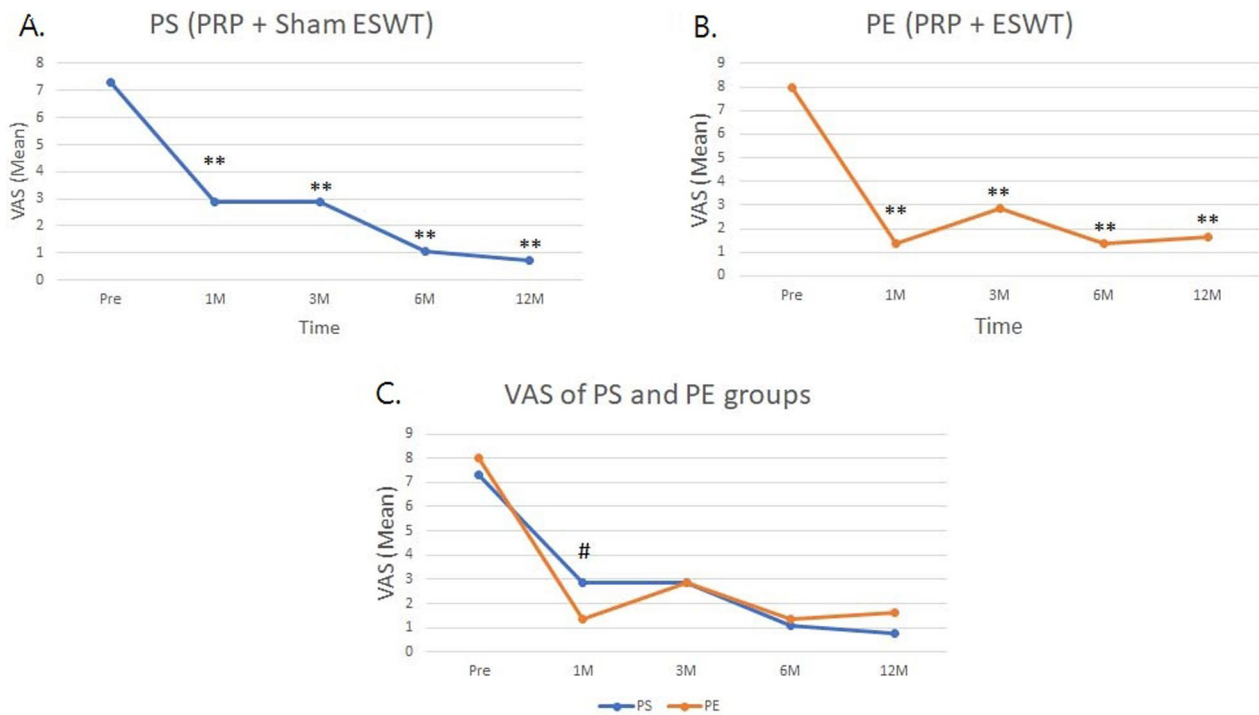 A.
PS (PRP + Sham ESWT)
VAS (Mean)
8
7
6
5
4
3
2
1
0
**
**
**
**
Pre 1M 3M 6M 12M
Time
B.
PE (PRP + ESWT)
VAS (Mean)
9
8
7
6
5
4
3
2
1
0
**
**
**
**
Pre 1M 3M 6M 12M
Time
C.
VAS of PS and PE groups
VAS (Mean)
9
8
7
6
5
4
3
2
1
0
#
Pre 1M 3M 6M 12M
PS PE